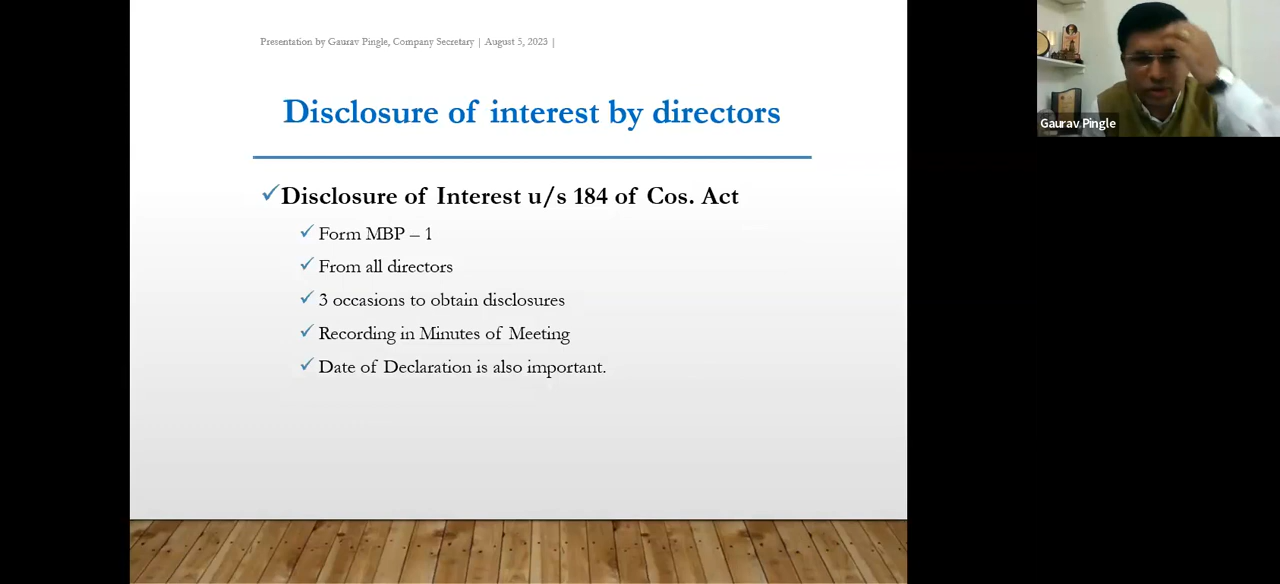 Presentation by Gaurav Pingle, Company Secretary | August 5, 2023 |
Disclosure of interest by directors
✓Disclosure of Interest u/s 184 of Cos. Act
✓ Form MBP – 1
✓ From all directors
✓ 3 occasions to obtain disclosures
✓ Recording in Minutes of Meeting
✓ Date of Declaration is also important.
Gaurav Pingle